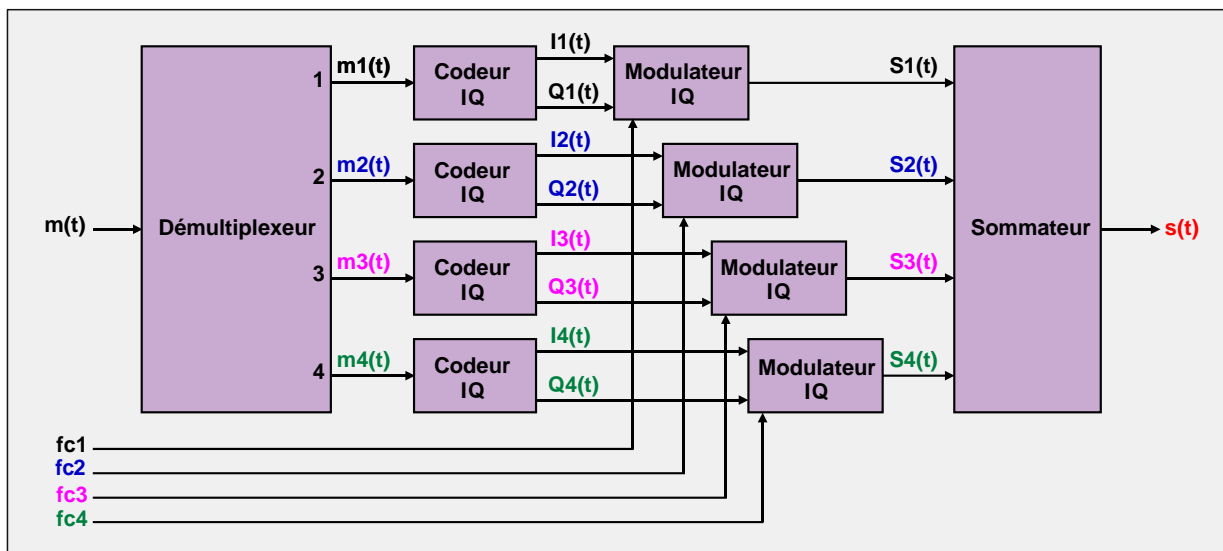 m(t)
Démultiplexeur
1
m1(t)
Codeur
IQ
I1(t)
Q1(t)
Modulateur
IQ
S1(t)
2
m2(t)
Codeur
IQ
I2(t)
Q2(t)
Modulateur
IQ
S2(t)
3
m3(t)
Codeur
IQ
I3(t)
Q3(t)
Modulateur
IQ
S3(t)
4
m4(t)
Codeur
IQ
I4(t)
Q4(t)
Modulateur
IQ
S4(t)
Sommateur
s(t)
fc1
fc2
fc3
fc4